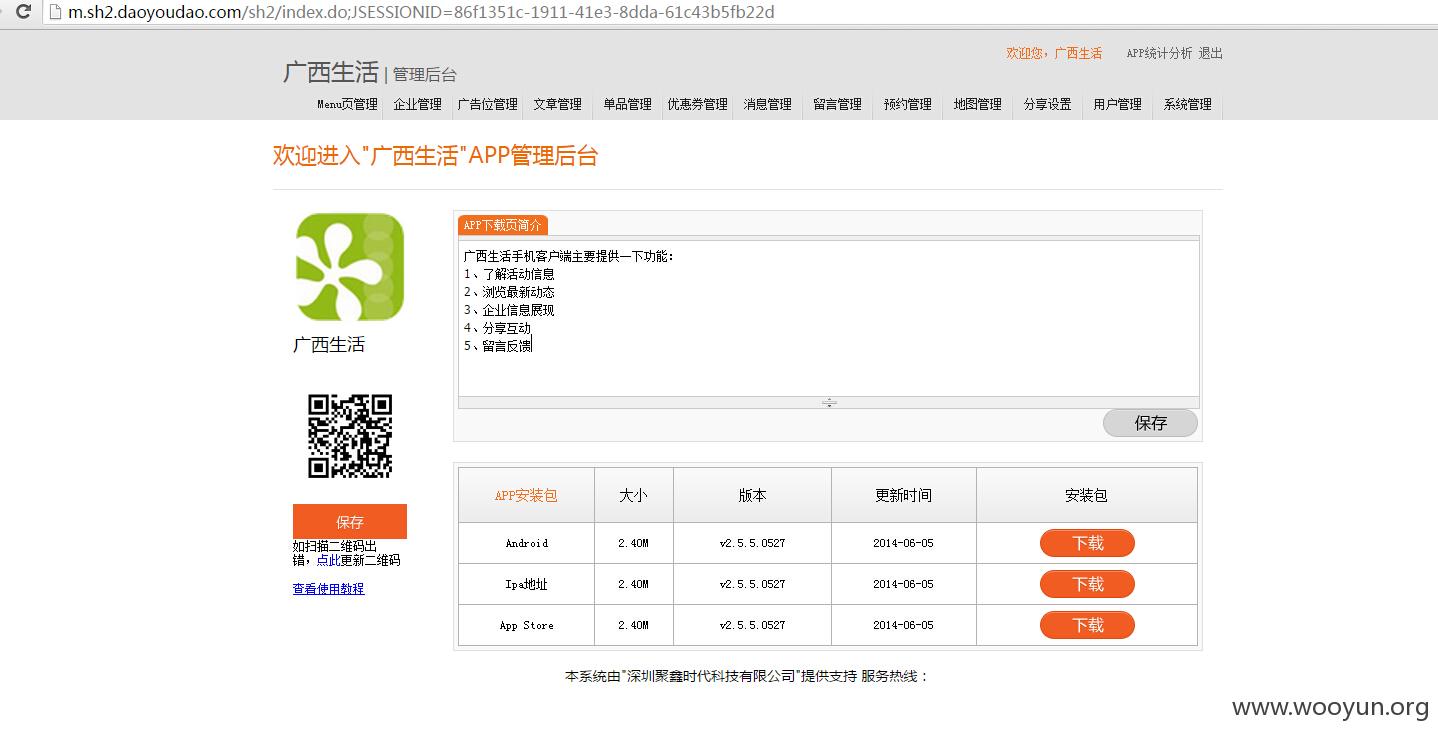 m.sh2.daoyoudao.com/sh2/index.do;JSESSIONID=86f1351c-1911-41e3-8dda-61c43b5fb22d
欢迎您，广西生活 APP统计分析 退出
广西生活 | 管理后台
Menu页管理 企业管理 广告位管理 文章管理 单品管理 优惠券管理 消息管理 留言管理 预约管理 地图管理 分享设置 用户管理 系统管理
欢迎进入"广西生活"APP管理后台
APP下载页简介
广西生活手机客户端主要提供一下功能：
1、了解活动信息
2、浏览最新动态
3、企业信息展现
4、分享互动
5、留言反馈
保存
广西生活
保存
如扫描二维码出
错，点此更新二维码
查看使用教程
APP安装包 大小 版本 更新时间 安装包
Android 2.40M v2.5.5.0527 2014-06-05 下载
Ipa地址 2.40M v2.5.5.0527 2014-06-05 下载
App Store 2.40M v2.5.5.0527 2014-06-05 下载
本系统由"深圳聚鑫时代科技有限公司"提供支持 服务热线：
www.wooyun.org